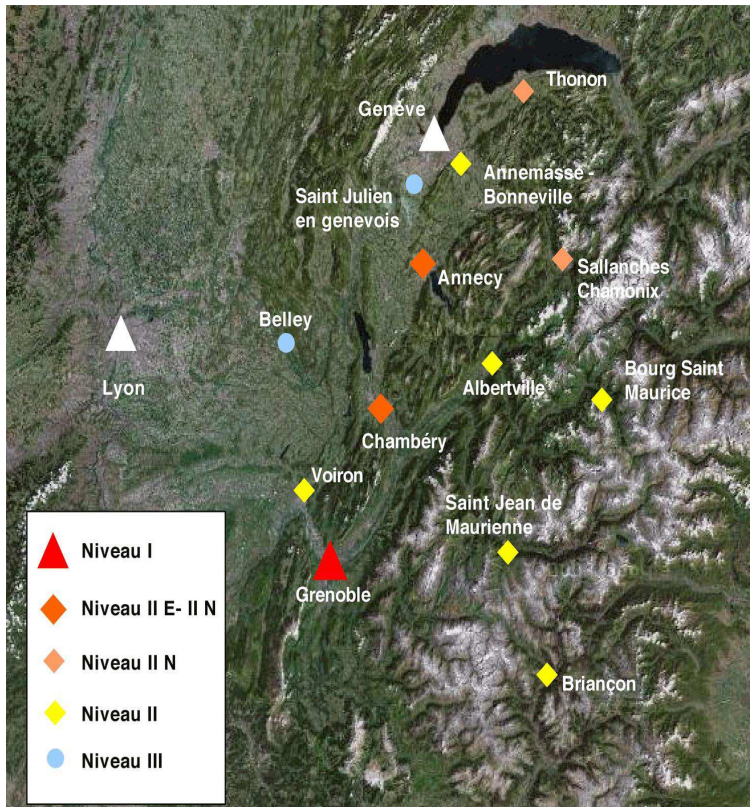 Thonon
Genève
Annemasse -
Bonneville
Saint Julien
en genevois
Annecy
Sallanches
Chamonix
Belley
Lyon
Albertville
Bourg Saint
Maurice
Chambéry
Voiron
Saint Jean de
Maurienne
Grenoble
Briançon
Niveau I
Niveau II E- II N
Niveau II N
Niveau II
Niveau III